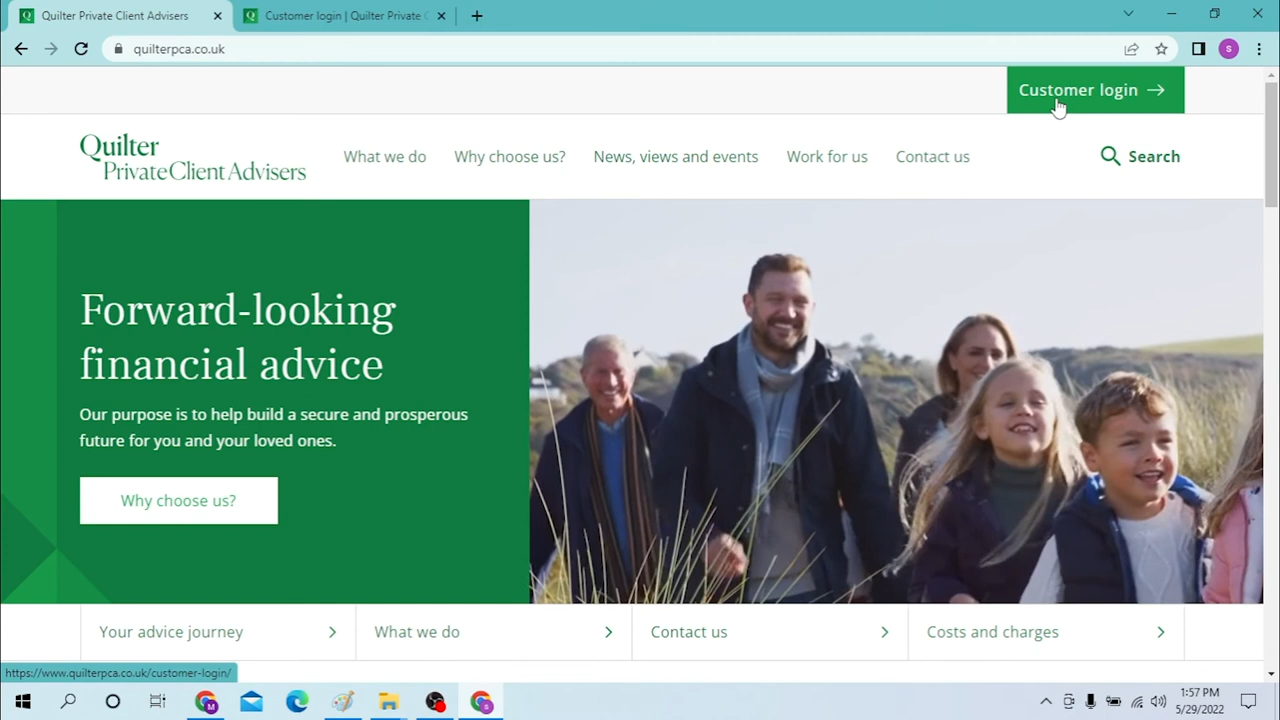 Quilter Private Client Advisers
Customer login | Quilter Private C
quilterpca.co.uk
S
Customer login
Quilter
Private Client Advisers
What we do
Why choose us?
News, views and events
Work for us
Contact us
Search
Forward-looking
financial advice
Our purpose is to help build a secure and prosperous
future for you and your loved ones.
Why choose us?
Your advice journey
What we do
Contact us
Costs and charges
https://www.quilterpca.co.uk/customer-login/
1:57 PM
5/29/2022